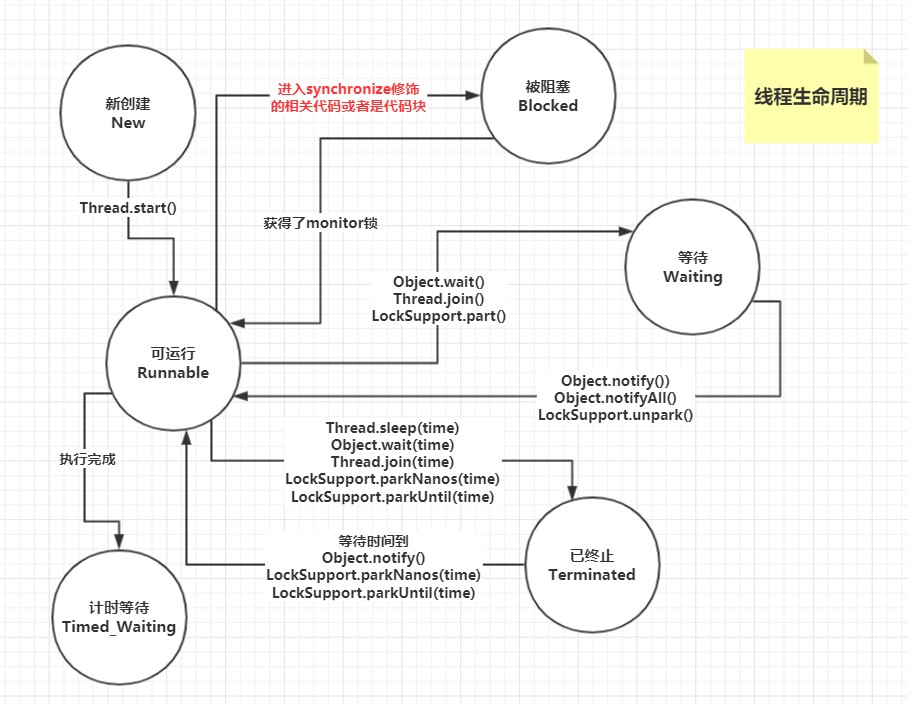 线程生命周期
新创建
New
Thread.start()
进入synchronize修饰
的相关代码或者是代码块
被阻塞
Blocked
获得了monitor锁
等待
Waiting
Object.wait()
Thread.join()
LockSupport.part()
可运行
Runnable
Object.notify())
Object.notifyAll()
LockSupport.unpark()
Thread.sleep(time)
Object.wait(time)
Thread.join(time)
LockSupport.parkNanos(time)
LockSupport.parkUntil(time)
执行完成
等待时间到
Object.notify()
LockSupport.parkNanos(time)
LockSupport.parkUntil(time)
已终止
Terminated
计时等待
Timed_Waiting